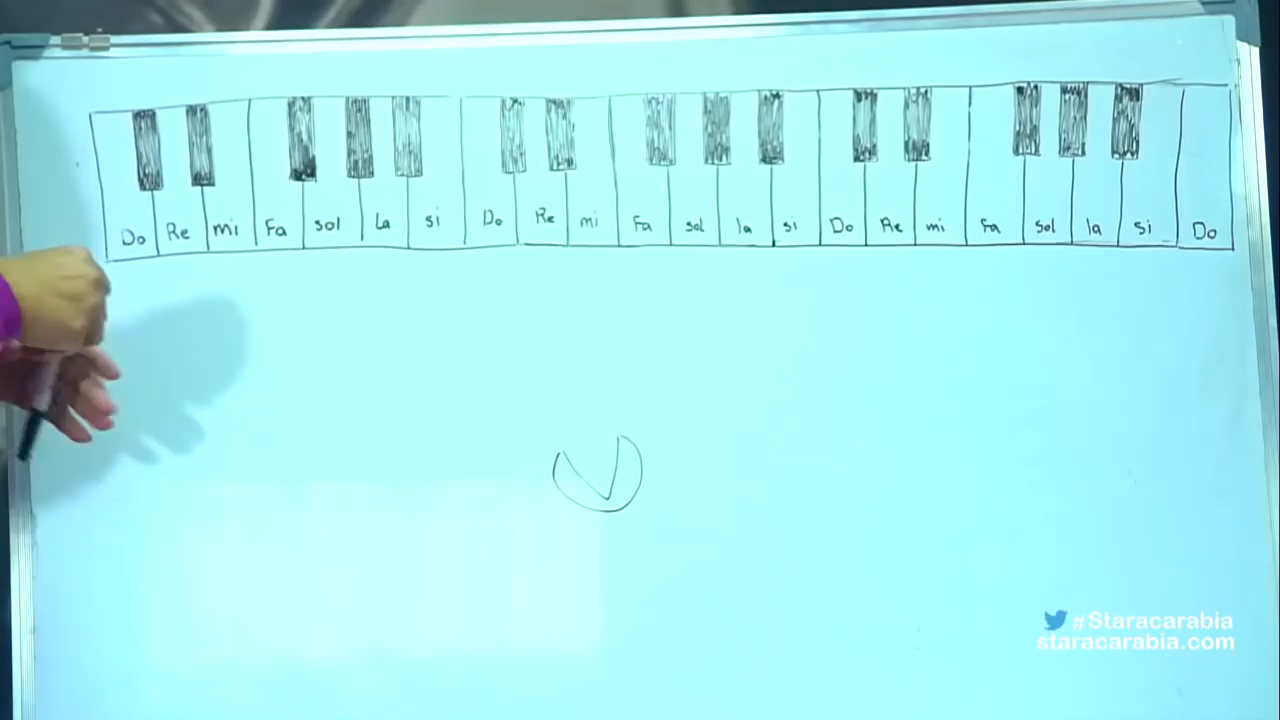 Do Re mi Fa sol La si Do Re mi Fa sol la si Do Re mi Fa sol la si Do
#Staracarabia
staracarabia.com